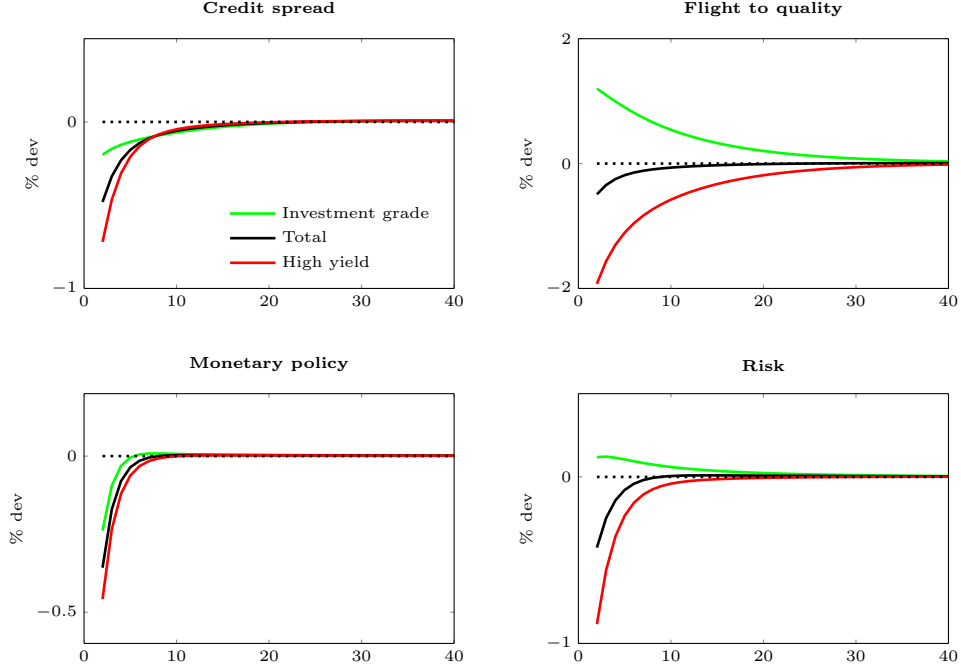 Credit spread
0
−1
% dev
0
10
20
30
40
Investment grade
Total
High yield
Flight to quality
2
0
−2
% dev
0
10
20
30
40
Monetary policy
0
−0.5
% dev
0
10
20
30
40
Risk
0
−1
% dev
0
10
20
30
40